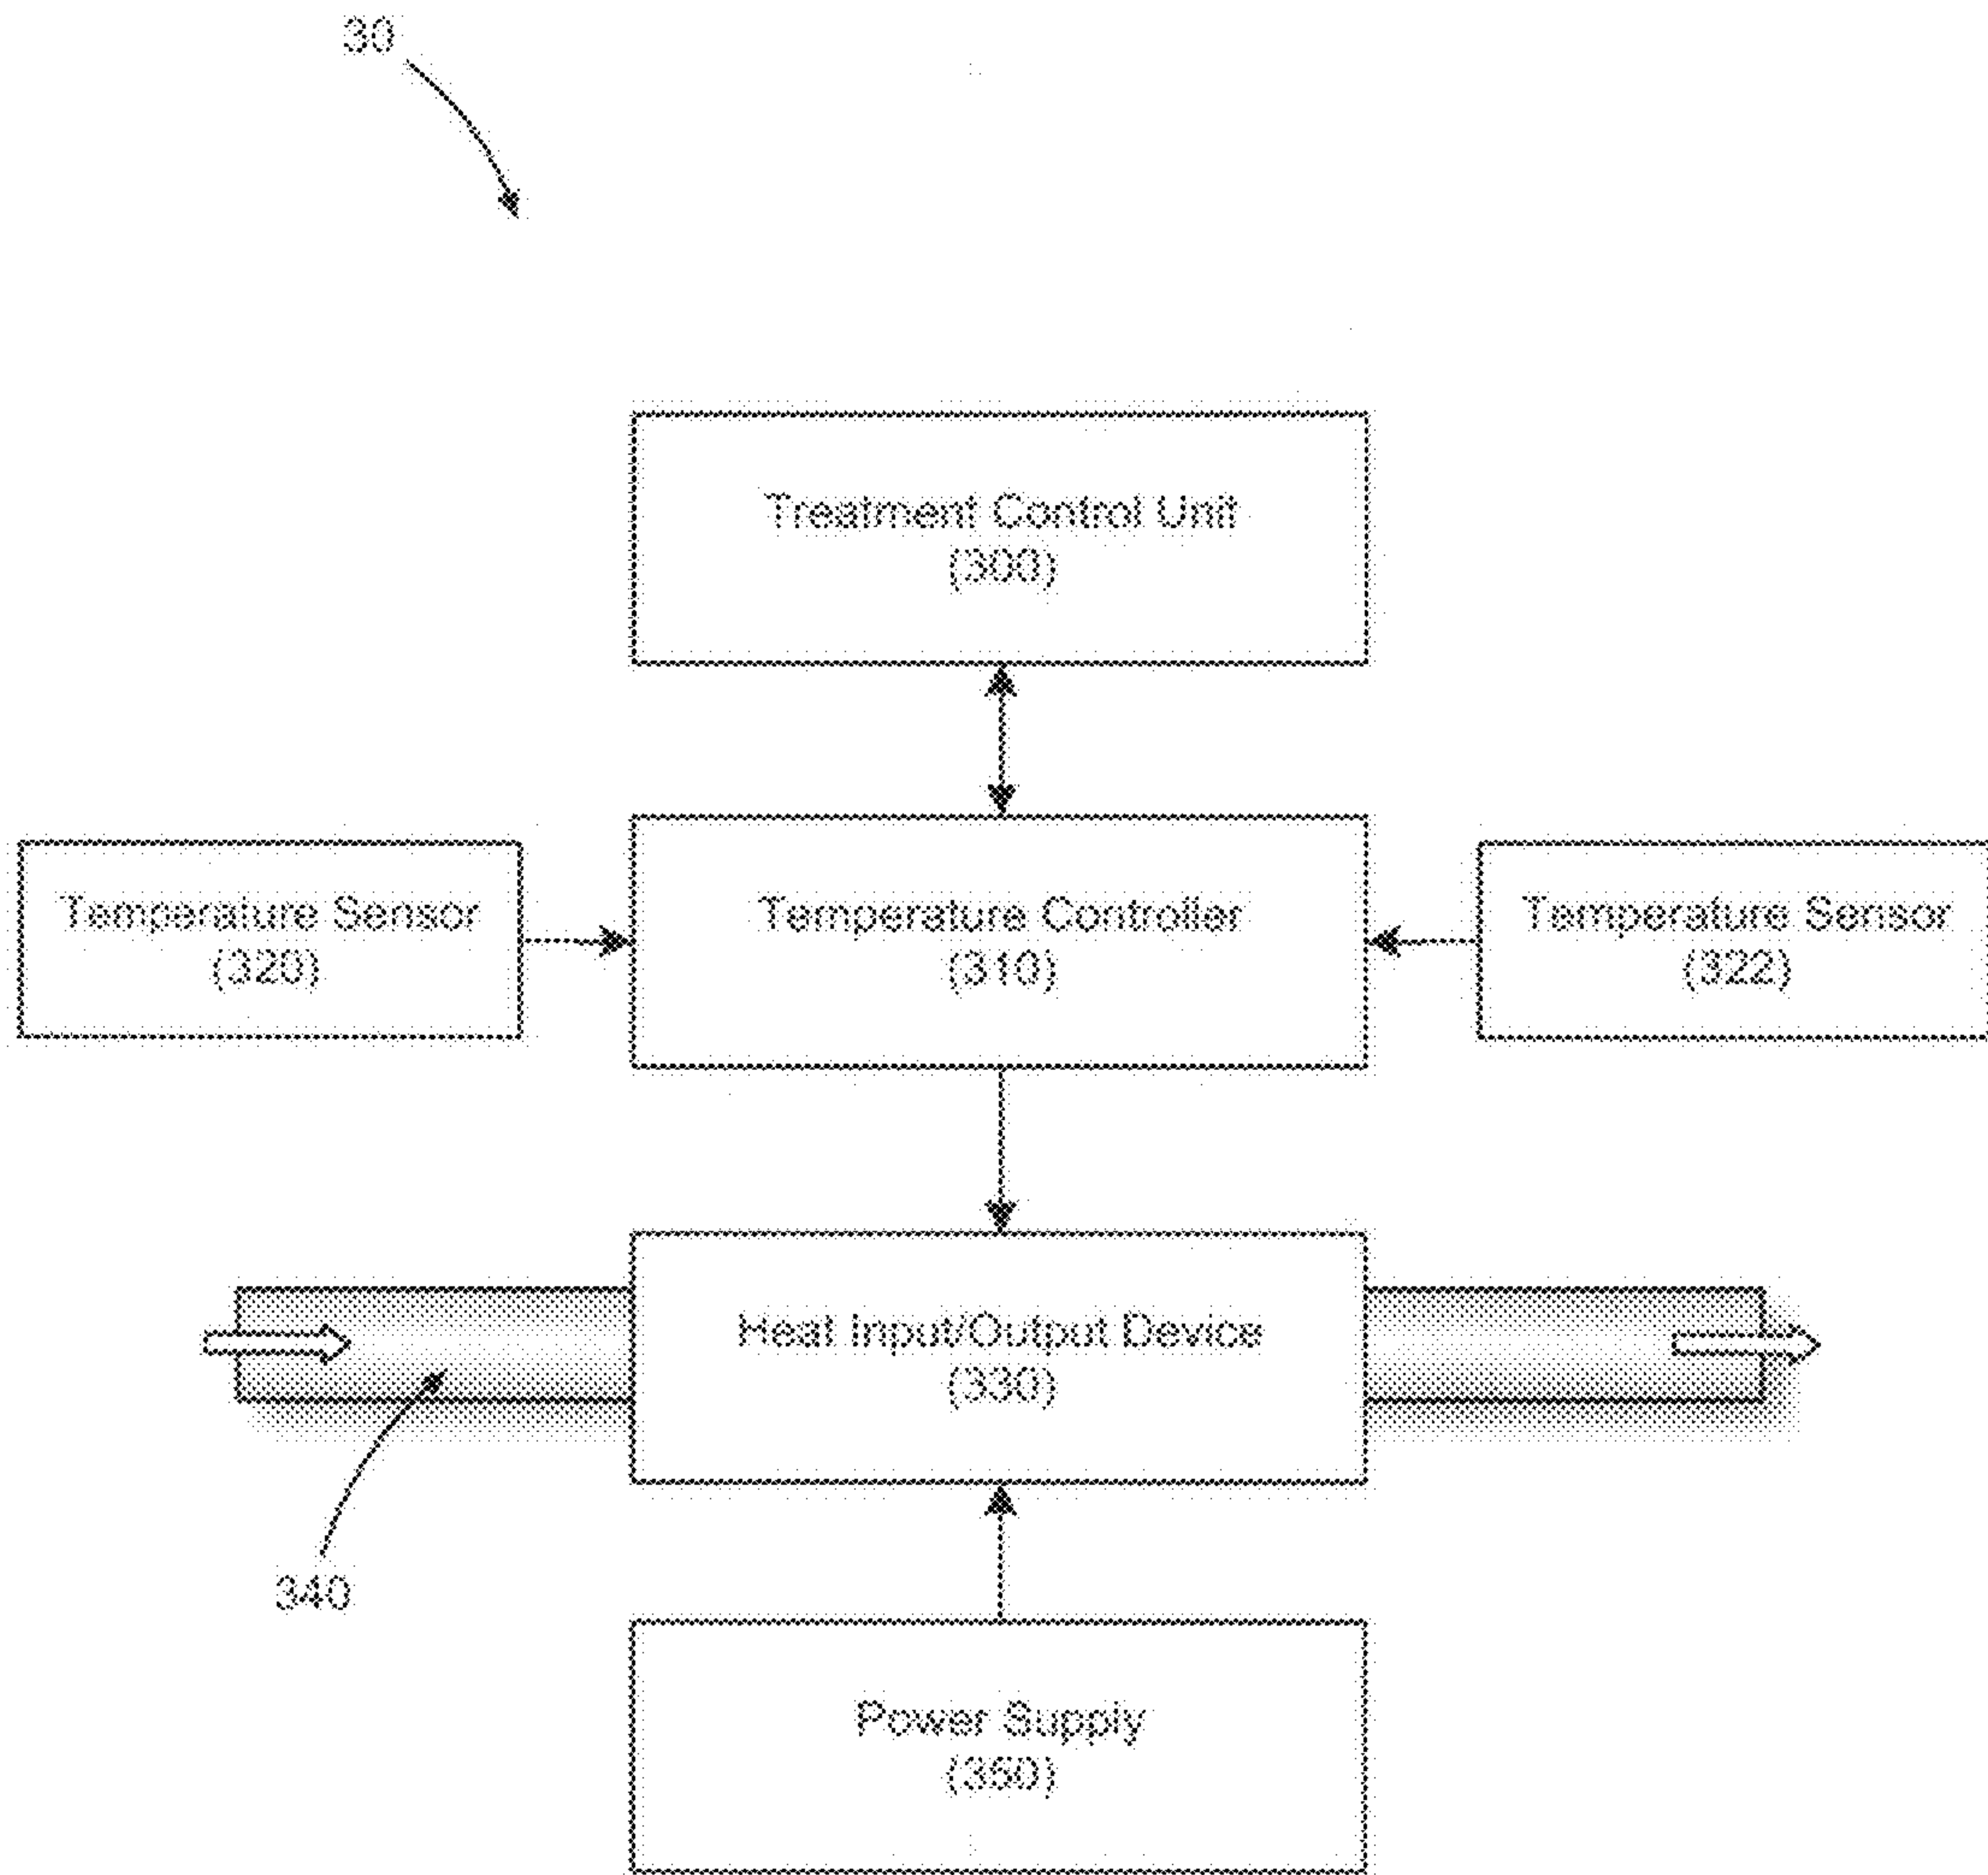 30
Treatment Control Unit
(300)
Temperature Sensor
(320)
Temperature Controller
(310)
Temperature Sensor
(322)
Heat Input/Output Device
(330)
340
Power Supply
(350)